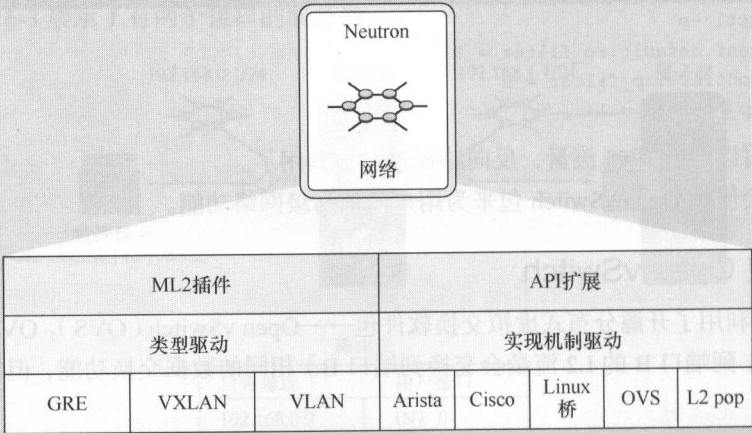 Neutron
网络
ML2插件
API扩展
类型驱动
实现机制驱动
GRE
VXLAN
VLAN
Arista
Cisco
Linux
桥
OVS
L2 pop